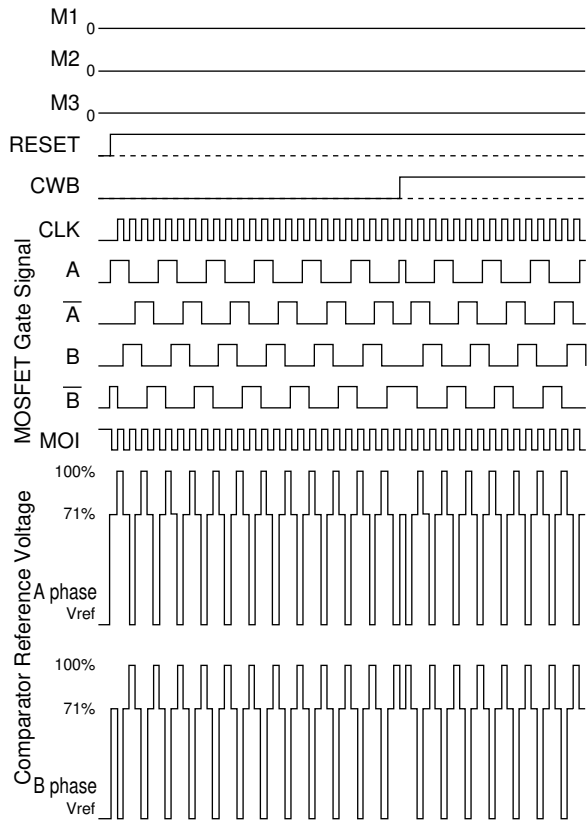 M1 0
M2 0
M3 0
RESET
CWB
CLK
MOSFET Gate Signal
A
A̅
B
B̅
MOI
Comparator Reference Voltage
100%
71%
A phase
Vref
100%
71%
B phase
Vref